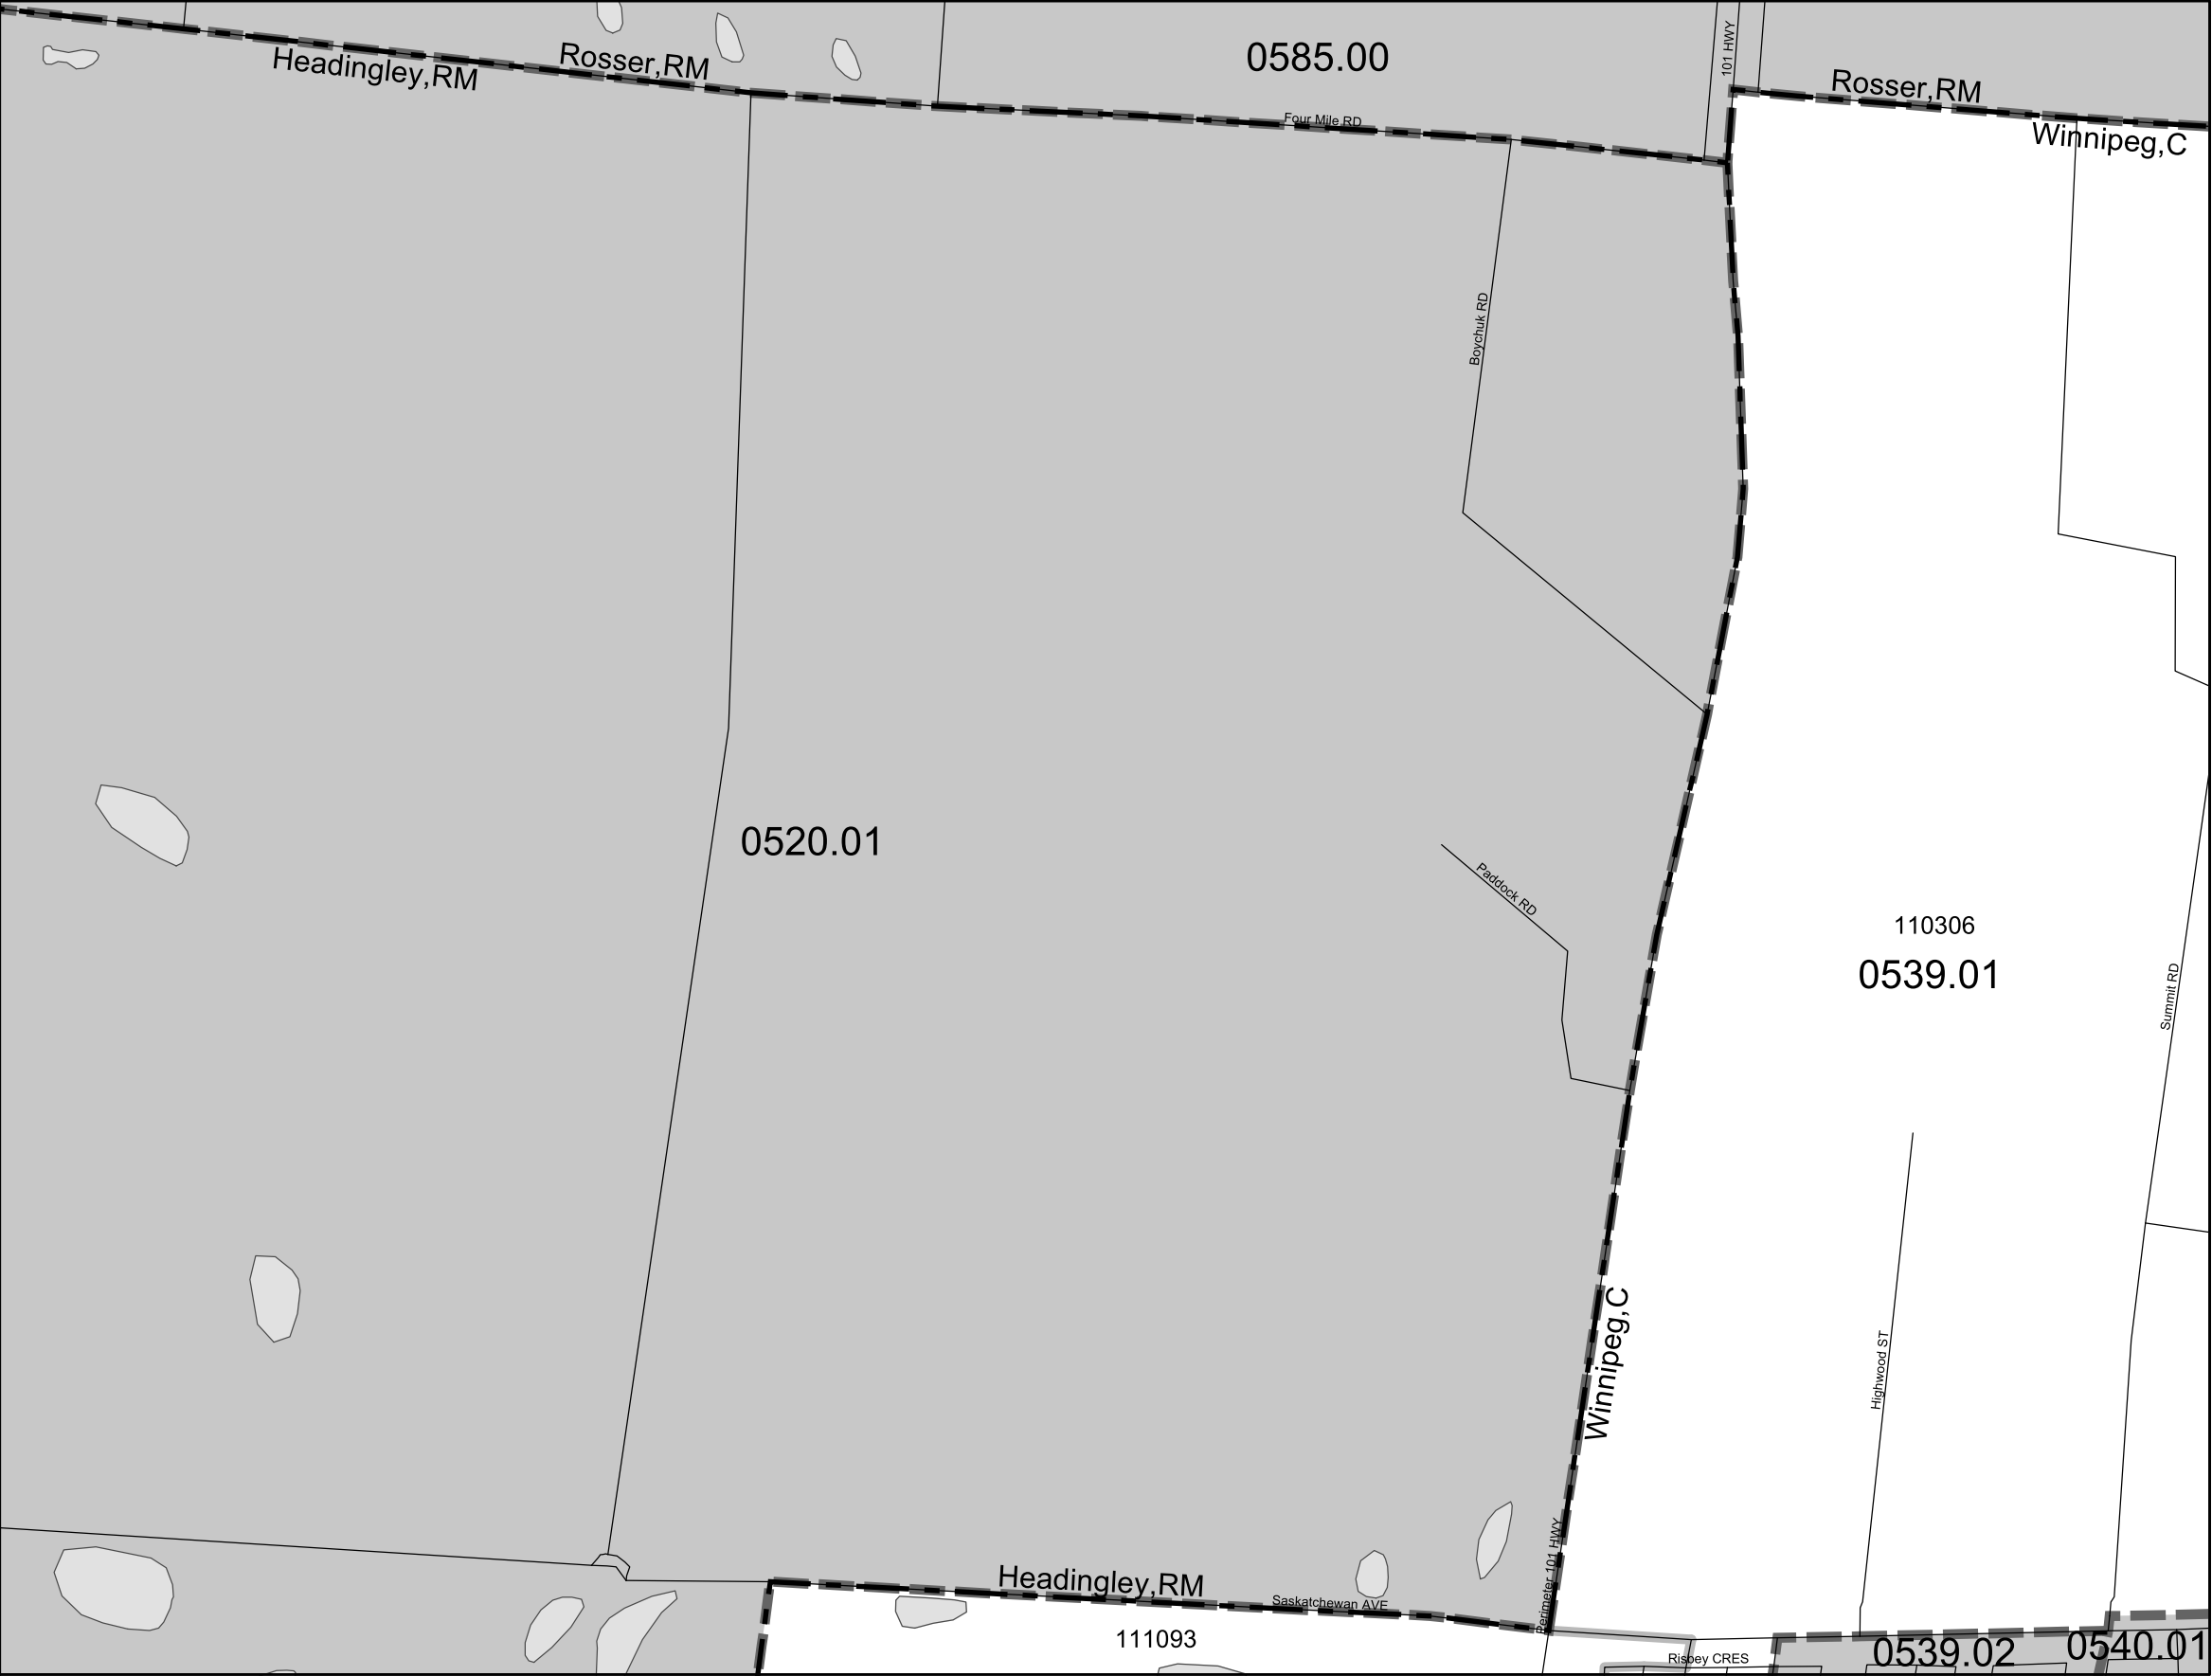 101 HWY
0585.00
Rosser,RM
Headingley,RM
Rosser,RM
Four Mile RD
Winnipeg,C
Boychuk RD
0520.01
Paddock RD
110306
0539.01
Summit RD
Winnipeg,C
Highwood ST
Perimeter 101 HWY
Headingley,RM
Saskatchewan AVE
111093
Risbey CRES
0539.02
0540.01